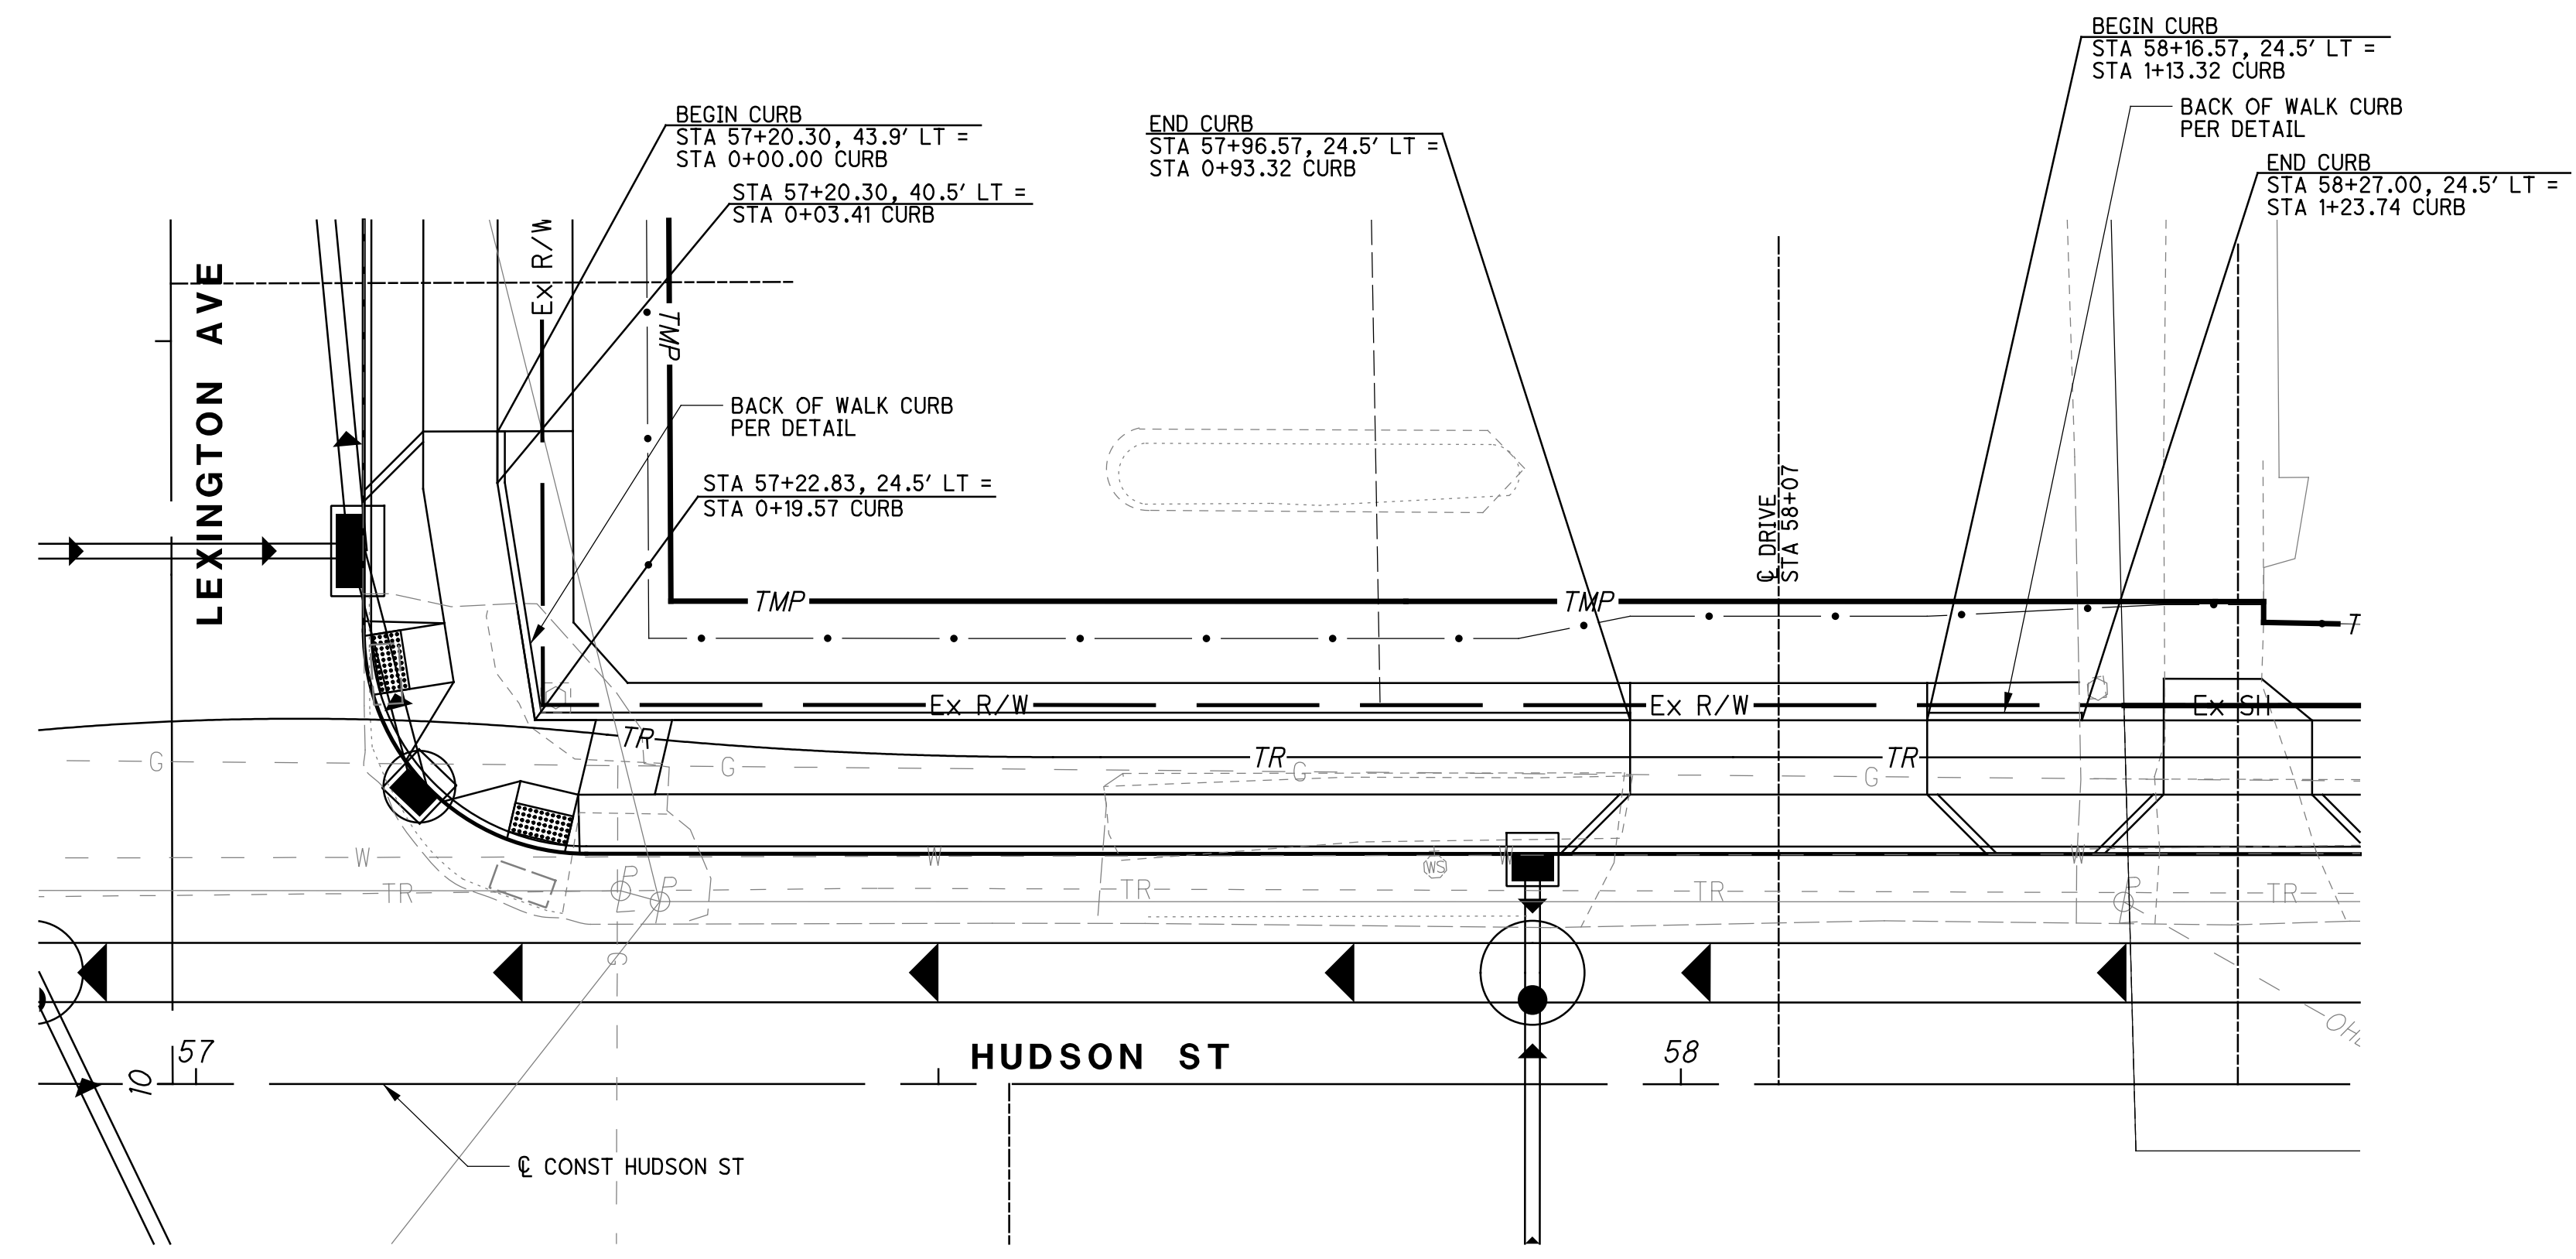 BEGIN CURB
STA 58+16.57, 24.5' LT =
STA 1+13.32 CURB
BACK OF WALK CURB
PER DETAIL
BEGIN CURB
STA 57+20.30, 43.9' LT =
STA 0+00.00 CURB
END CURB
STA 57+96.57, 24.5' LT =
STA 0+93.32 CURB
END CURB
STA 58+27.00, 24.5' LT =
STA 1+23.74 CURB
STA 57+20.30, 40.5' LT =
STA 0+03.41 CURB
Ex R/W
LEXINGTON AVE
TMP
BACK OF WALK CURB
PER DETAIL
STA 57+22.83, 24.5' LT =
STA 0+19.57 CURB
℄ DRIVE
STA 58+07
TMP
TMP
T
Ex R/W
Ex R/W
Ex SH
TR
TR
TR
G
G
G
G
W
W
W
W
WS
TR
TR
TR
TR
P
P
P
G
OHE
57
HUDSON ST
58
10
℄ CONST HUDSON ST